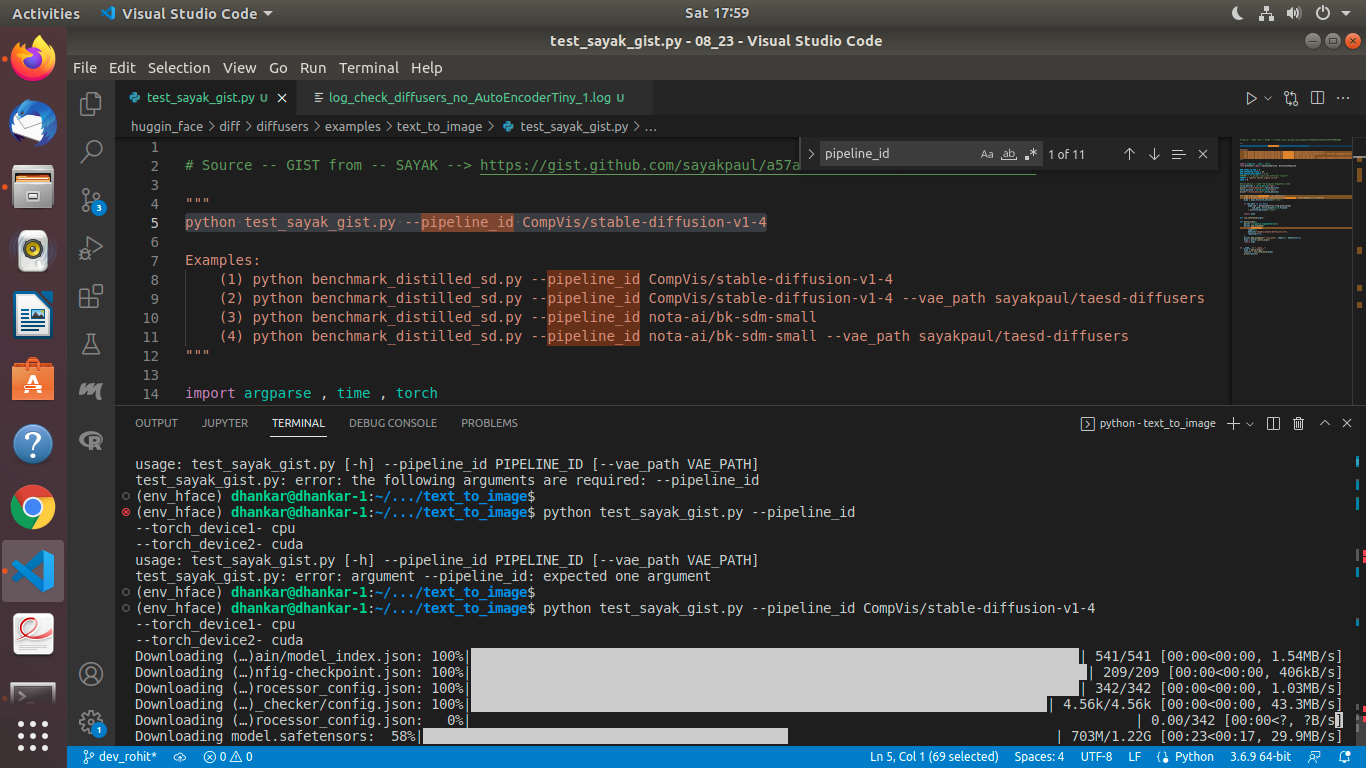 Activities Visual Studio Code Sat 17:59
test_sayak_gist.py - 08_23 - Visual Studio Code
File Edit Selection View Go Run Terminal Help
test_sayak_gist.py U log_check_diffusers_no_AutoEncoderTiny_1.log U
huggin_face > diff > diffusers > examples > text_to_image > test_sayak_gist.py > ...
pipeline_id Aa ab .* 1 of 11
1
2 # Source -- GIST from -- SAYAK --> https://gist.github.com/sayakpaul/a57a
3
4 """
5 python test_sayak_gist.py --pipeline_id CompVis/stable-diffusion-v1-4
6
7 Examples:
8 (1) python benchmark_distilled_sd.py --pipeline_id CompVis/stable-diffusion-v1-4
9 (2) python benchmark_distilled_sd.py --pipeline_id CompVis/stable-diffusion-v1-4 --vae_path sayakpaul/taesd-diffusers
10 (3) python benchmark_distilled_sd.py --pipeline_id nota-ai/bk-sdm-small
11 (4) python benchmark_distilled_sd.py --pipeline_id nota-ai/bk-sdm-small --vae_path sayakpaul/taesd-diffusers
12 """
13
14 import argparse , time , torch
OUTPUT JUPYTER TERMINAL DEBUG CONSOLE PROBLEMS python - text_to_image
usage: test_sayak_gist.py [-h] --pipeline_id PIPELINE_ID [--vae_path VAE_PATH]
test_sayak_gist.py: error: the following arguments are required: --pipeline_id
(env_hface) dhankar@dhankar-1:~/.../text_to_image$
(env_hface) dhankar@dhankar-1:~/.../text_to_image$ python test_sayak_gist.py --pipeline_id
--torch_device1- cpu
--torch_device2- cuda
usage: test_sayak_gist.py [-h] --pipeline_id PIPELINE_ID [--vae_path VAE_PATH]
test_sayak_gist.py: error: argument --pipeline_id: expected one argument
(env_hface) dhankar@dhankar-1:~/.../text_to_image$
(env_hface) dhankar@dhankar-1:~/.../text_to_image$ python test_sayak_gist.py --pipeline_id CompVis/stable-diffusion-v1-4
--torch_device1- cpu
--torch_device2- cuda
Downloading (…)ain/model_index.json: 100%| | 541/541 [00:00<00:00, 1.54MB/s]
Downloading (…)nfig-checkpoint.json: 100%| | 209/209 [00:00<00:00, 406kB/s]
Downloading (…)rocessor_config.json: 100%| | 342/342 [00:00<00:00, 1.03MB/s]
Downloading (…)_checker/config.json: 100%| | 4.56k/4.56k [00:00<00:00, 43.3MB/s]
Downloading (…)rocessor_config.json: 0%| | 0.00/342 [00:00<?, ?B/s]
Downloading model.safetensors: 58%| | 703M/1.22G [00:23<00:17, 29.9MB/s]
3
1
dev_rohit* 0 0 Ln 5, Col 1 (69 selected) Spaces: 4 UTF-8 LF Python 3.6.9 64-bit